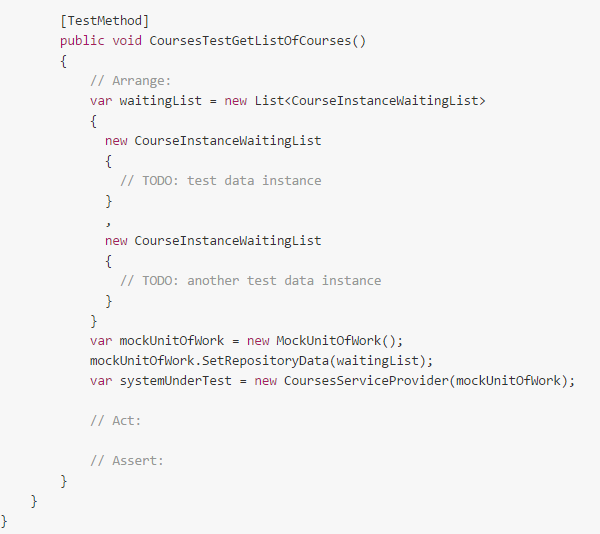 [TestMethod]
public void CoursesTestGetListOfCourses()
{
// Arrange:
var waitingList = new List<CourseInstanceWaitingList>
{
new CourseInstanceWaitingList
{
// TODO: test data instance
}
,
new CourseInstanceWaitingList
{
// TODO: another test data instance
}
}
var mockUnitOfWork = new MockUnitOfWork();
mockUnitOfWork.SetRepositoryData(waitingList);
var systemUnderTest = new CoursesServiceProvider(mockUnitOfWork);
// Act:
// Assert:
}
}
}